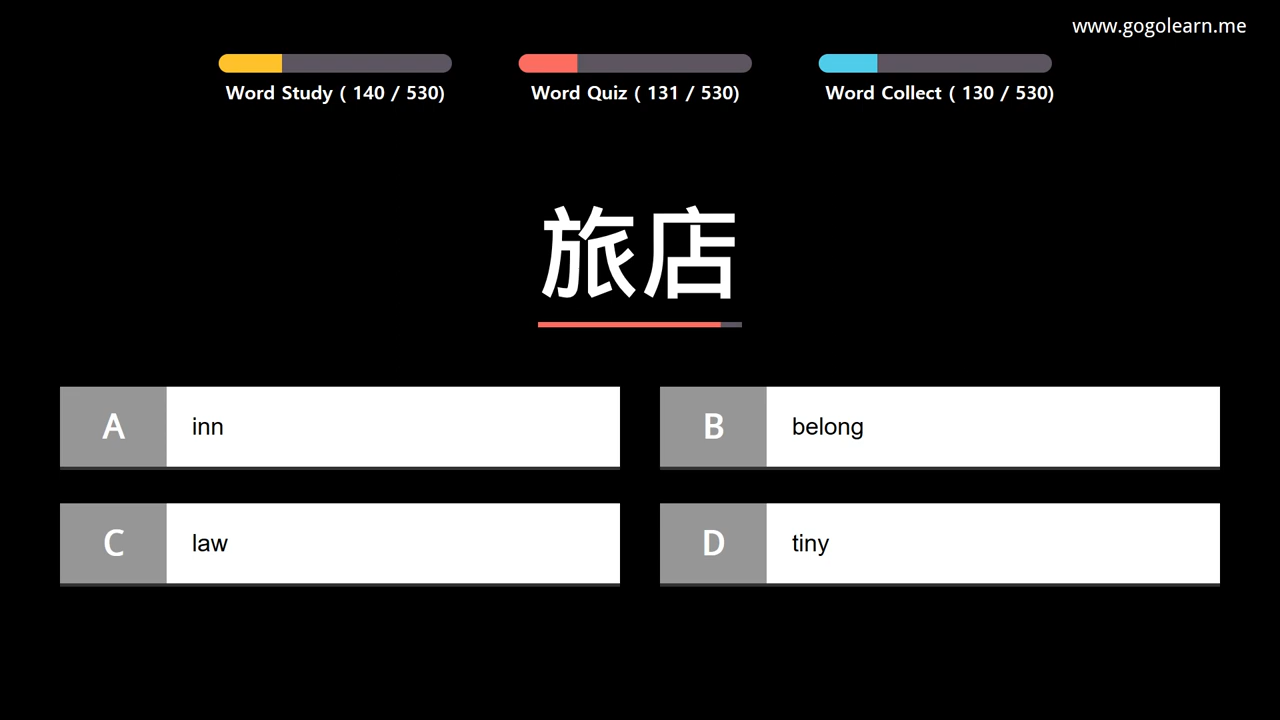 www.gogolearn.me
Word Study ( 140 / 530)
Word Quiz ( 131 / 530)
Word Collect ( 130 / 530)
旅店
A inn
B belong
C law
D tiny